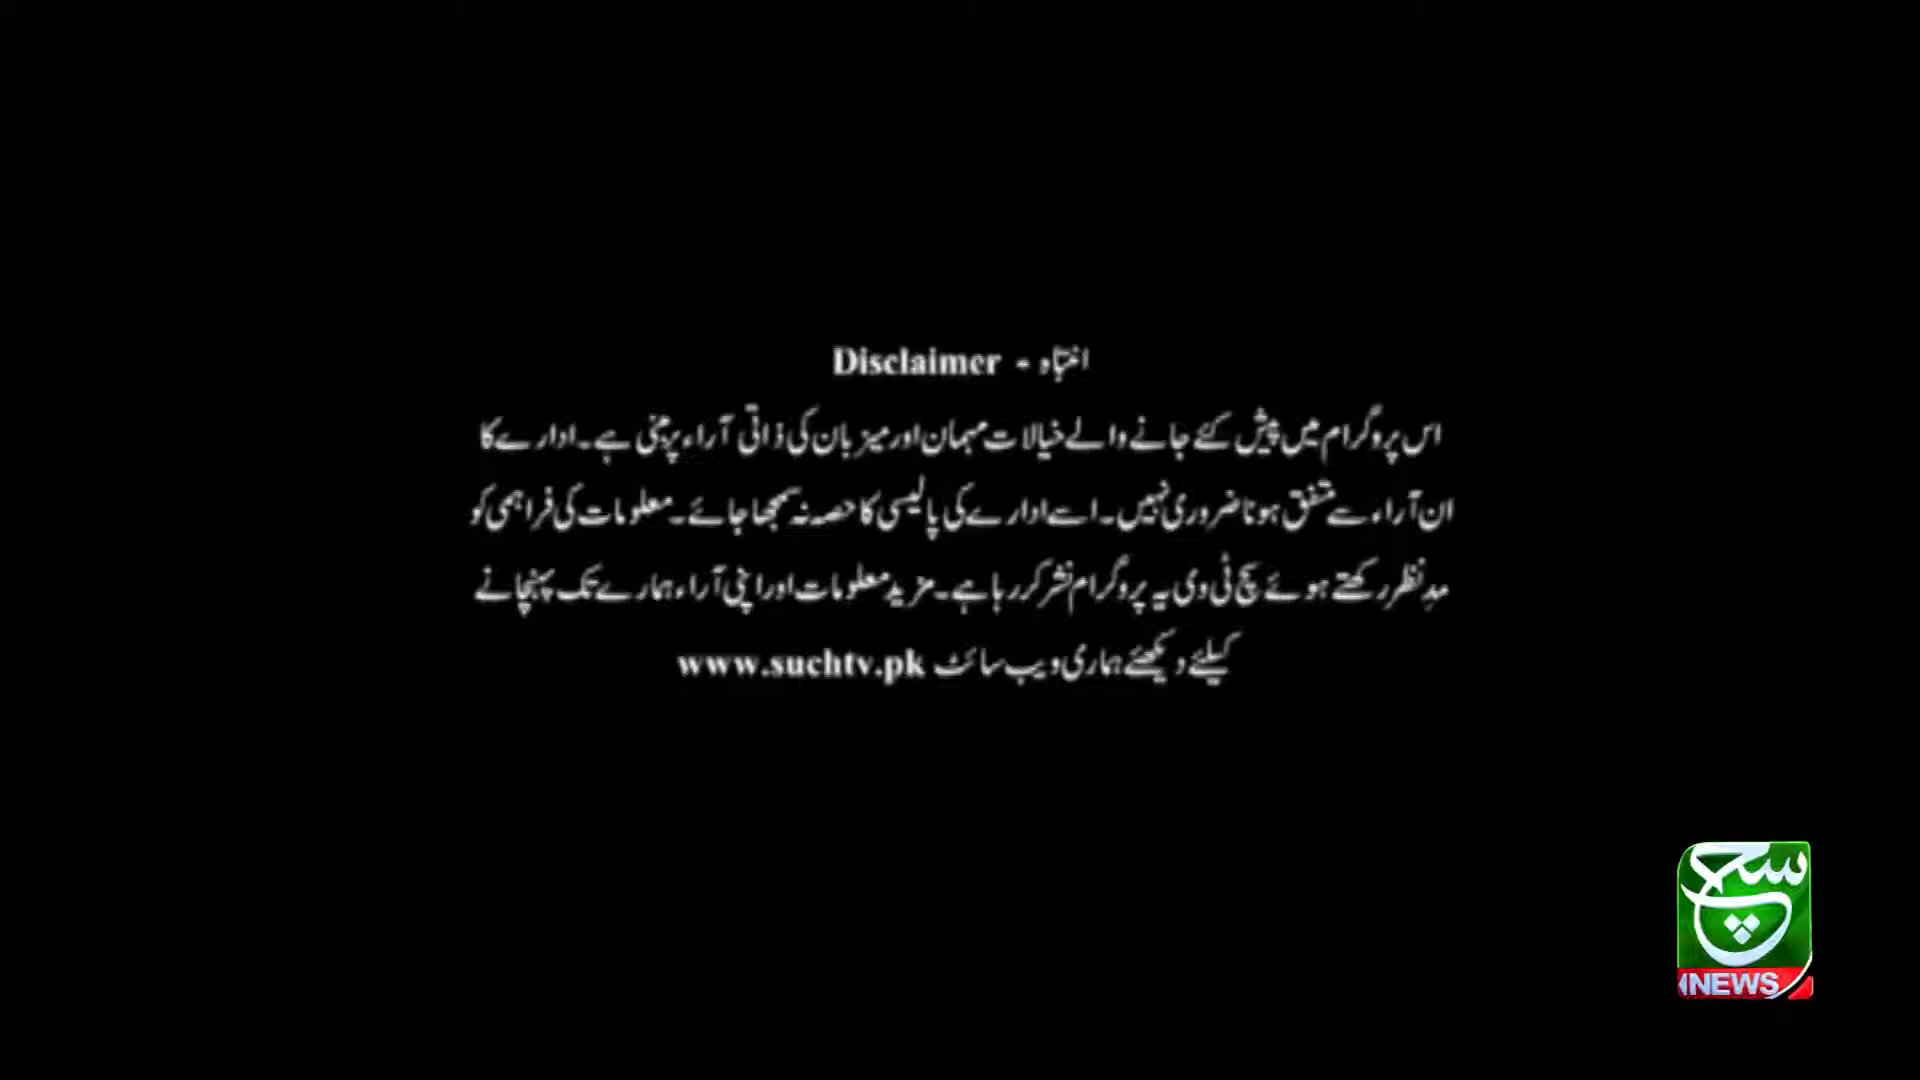 انتباہ - Disclaimer
اس پروگرام میں پیش کئے جانے والے خیالات مہمان اور میزبان کی ذاتی آراء پر مبنی ہے۔ ادارے کا
ان آراء سے متفق ہونا ضروری نہیں۔ اسے ادارے کی پالیسی کا حصہ نہ سمجھا جائے۔ معلومات کی فراہمی کو
مدِنظر رکھتے ہوئے سچ ٹی وی یہ پروگرام نشر کر رہا ہے۔ مزید معلومات اور اپنی آراء ہمارے تک پہنچانے
کیلئے دیکھئے ہماری ویب سائٹ www.suchtv.pk
سچ
NEWS